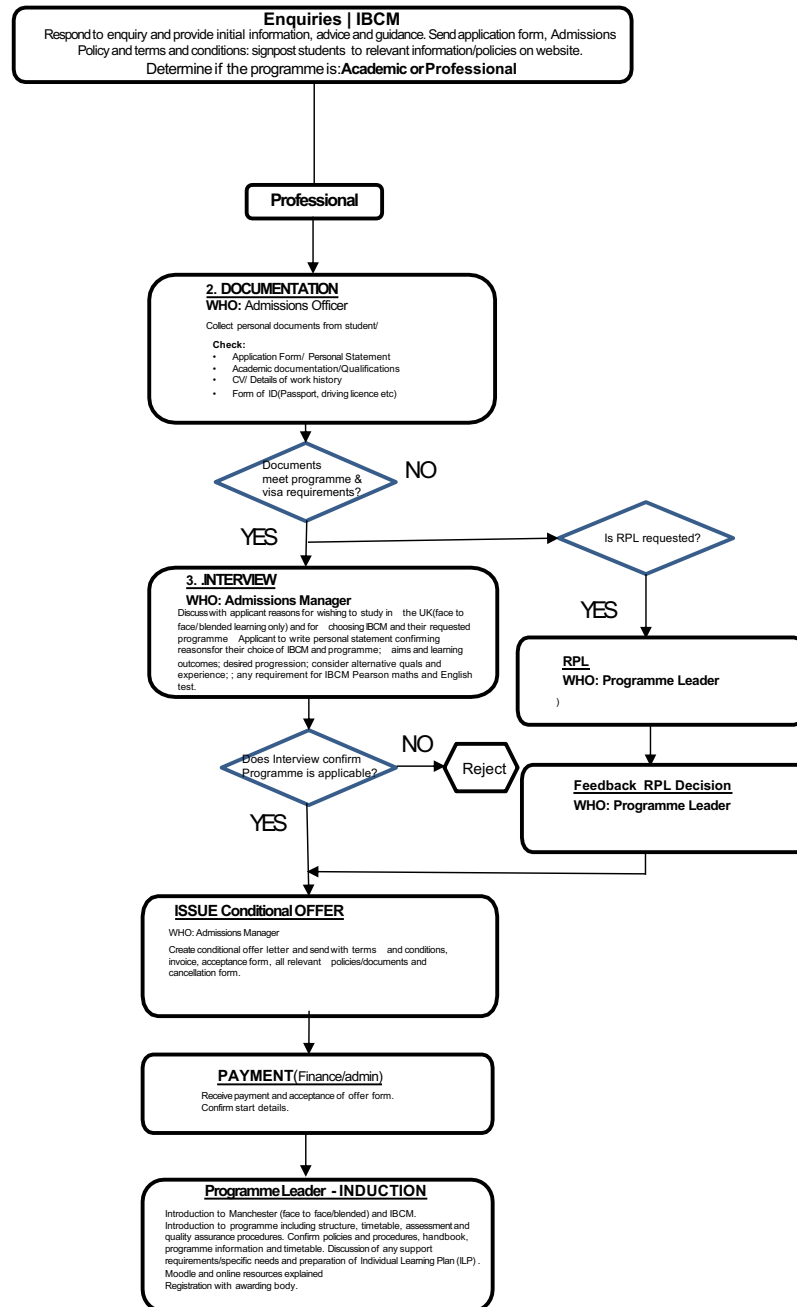 Enquiries | IBCM
Respond to enquiry and provide initial information, advice and guidance. Send application form, Admissions
Policy and terms and conditions: signpost students to relevant information/policies on website.
Determine if the programme is:Academic or Professional
Professional
2. DOCUMENTATION
WHO: Admissions Officer
Collect personal documents from student/
Check:
• Application Form/ Personal Statement
• Academic documentation/Qualifications
• CV/ Details of work history
• Form of ID(Passport, driving licence etc)
Documents
meet programme &
visa requirements?
NO
YES
Is RPL requested?
YES
3. .INTERVIEW
WHO: Admissions Manager
Discuss with applicant reasons for wishing to study in the UK(face to
face/ blended learning only) and for choosing IBCM and their requested
programme Applicant to write personal statement confirming
reasonsfor their choice of IBCM and programme; aims and learning
outcomes; desired progression; consider alternative quals and
experience; ; any requirement for IBCM Pearson maths and English
test.
RPL
WHO: Programme Leader
)
Does Interview confirm
Programme is applicable?
NO
Reject
YES
Feedback RPL Decision
WHO: Programme Leader
ISSUE Conditional OFFER
WHO: Admissions Manager
Create conditional offer letter and send with terms and conditions,
invoice, acceptance form, all relevant policies/documents and
cancellation form.
PAYMENT(Finance/admin)
Receive payment and acceptance of offer form.
Confirm start details.
Programme Leader - INDUCTION
Introduction to Manchester (face to face/blended) and IBCM.
Introduction to programme including structure, timetable, assessment and
quality assurance procedures. Confirm policies and procedures, handbook,
programme information and timetable. Discussion of any support
requirements/specific needs and preparation of Individual Learning Plan (ILP) .
Moodle and online resources explained
Registration with awarding body.